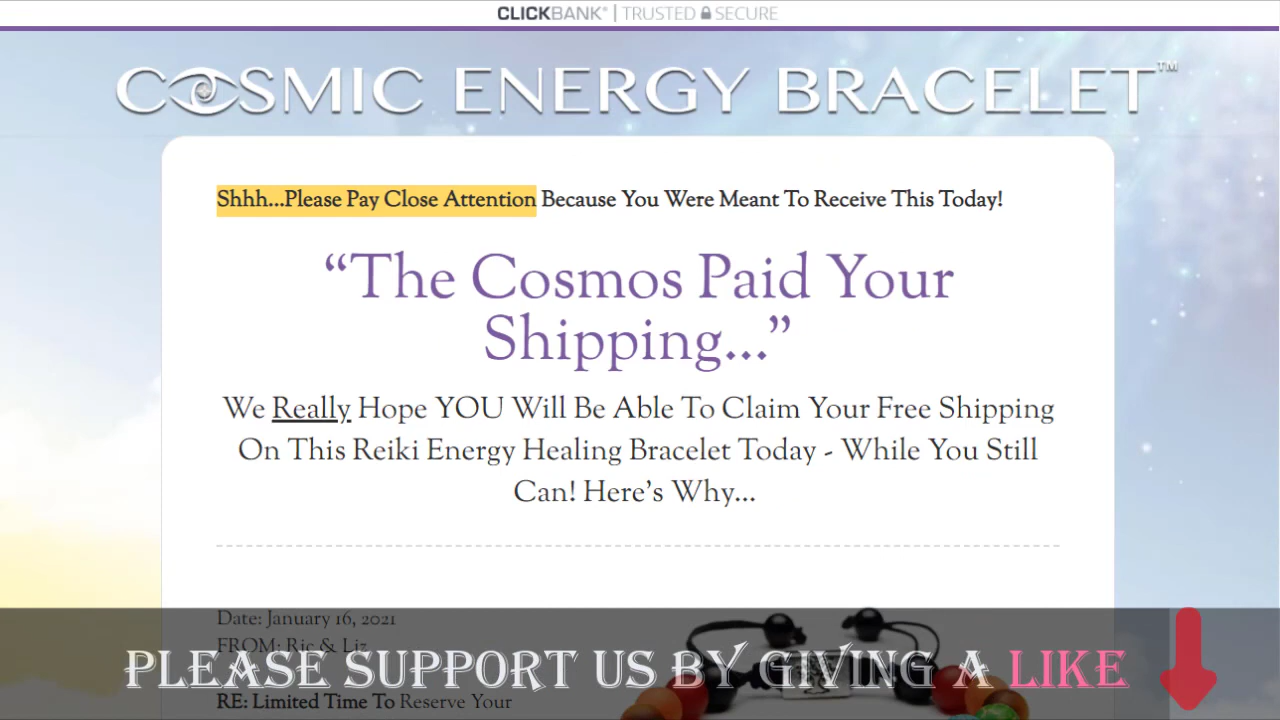 CLICKBANK® | TRUSTED SECURE
COSMIC ENERGY BRACELET™
Shhh...Please Pay Close Attention Because You Were Meant To Receive This Today!
“The Cosmos Paid Your
Shipping...”
We Really Hope YOU Will Be Able To Claim Your Free Shipping
On This Reiki Energy Healing Bracelet Today - While You Still
Can! Here’s Why...
Date: January 16, 2021
FROM: Ric & Liz
PLEASE SUPPORT US BY GIVING A LIKE
RE: Limited Time To Reserve Your